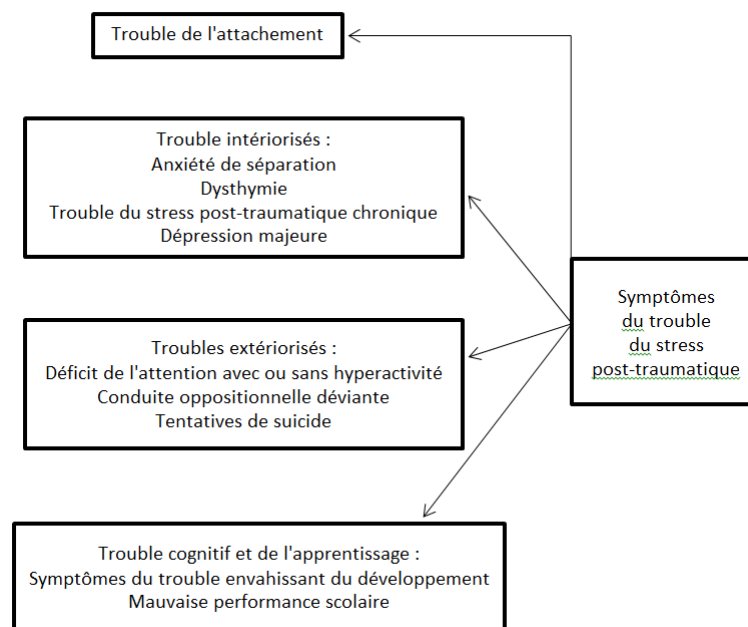 Trouble de l'attachement
Trouble intériorisés :
Anxiété de séparation
Dysthymie
Trouble du stress post-traumatique chronique
Dépression majeure
Symptômes
du trouble
du stress
post-traumatique
Troubles extériorisés :
Déficit de l'attention avec ou sans hyperactivité
Conduite oppositionnelle déviante
Tentatives de suicide
Trouble cognitif et de l'apprentissage :
Symptômes du trouble envahissant du développement
Mauvaise performance scolaire